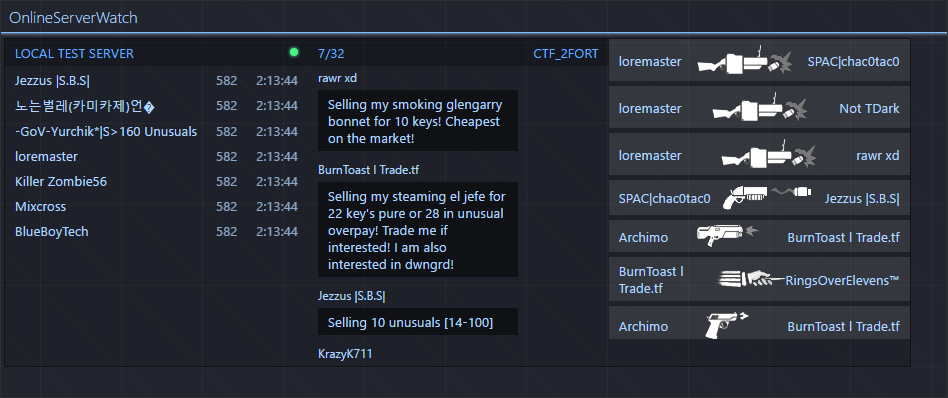 OnlineServerWatch
LOCAL TEST SERVER
7/32
CTF_2FORT
Jezzus |S.B.S| 582 2:13:44
노는벌레(카미카제)언� 582 2:13:44
-GoV-Yurchik*|S>160 Unusuals 582 2:13:44
loremaster 582 2:13:44
Killer Zombie56 582 2:13:44
Mixcross 582 2:13:44
BlueBoyTech 582 2:13:44
rawr xd
Selling my smoking glengarry
bonnet for 10 keys! Cheapest
on the market!
BurnToast l Trade.tf
Selling my steaming el jefe for
22 key's pure or 28 in unusual
overpay! Trade me if
interested! I am also
interested in dwngrd!
Jezzus |S.B.S|
Selling 10 unusuals [14-100]
KrazyK711
loremaster SPAC|chac0tac0
loremaster Not TDark
loremaster rawr xd
SPAC|chac0tac0 Jezzus |S.B.S|
Archimo BurnToast l Trade.tf
BurnToast l
Trade.tf
RingsOverElevens™
Archimo BurnToast l Trade.tf